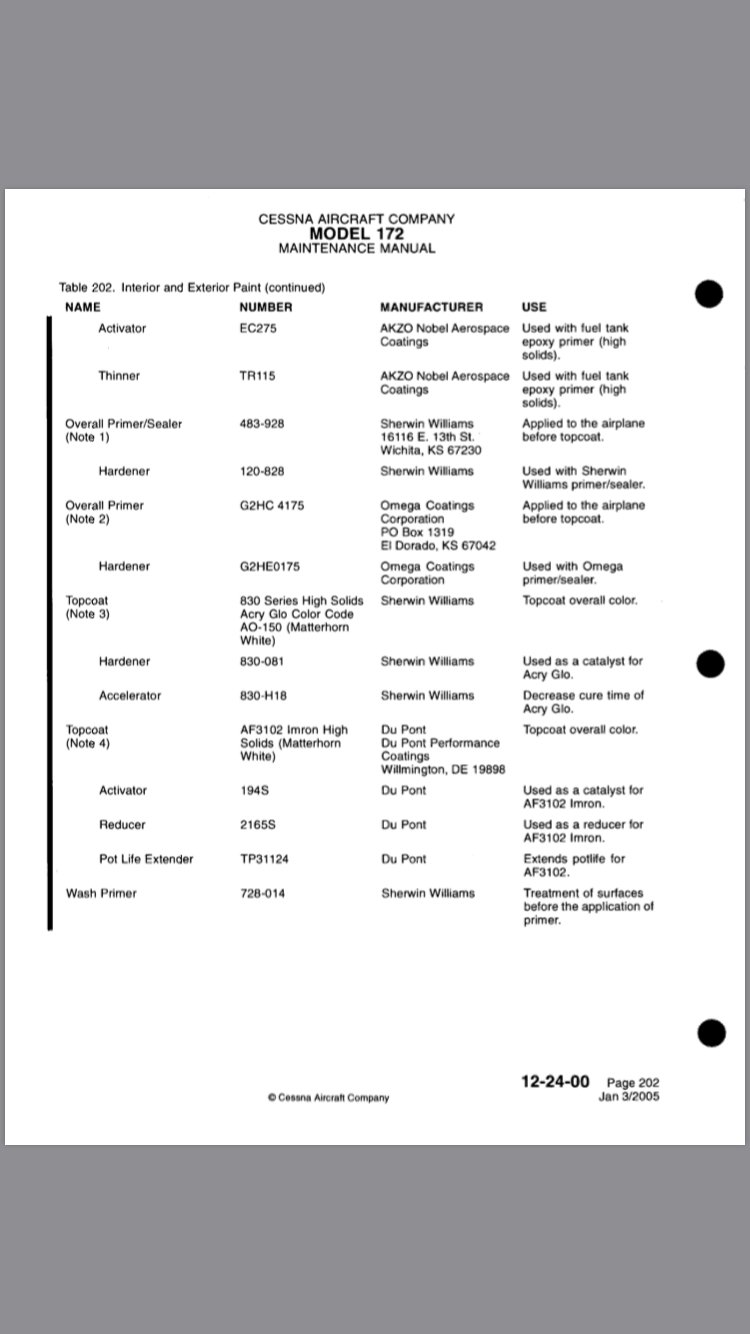 CESSNA AIRCRAFT COMPANY
MODEL 172
MAINTENANCE MANUAL
Table 202. Interior and Exterior Paint (continued)
NAME NUMBER MANUFACTURER USE
Activator EC275 AKZO Nobel Aerospace Used with fuel tank
Coatings epoxy primer (high
solids).
Thinner TR115 AKZO Nobel Aerospace Used with fuel tank
Coatings epoxy primer (high
solids).
Overall Primer/Sealer 483-928 Sherwin Williams Applied to the airplane
(Note 1) 16116 E. 13th St. before topcoat.
Wichita, KS 67230
Hardener 120-828 Sherwin Williams Used with Sherwin
Williams primer/sealer.
Overall Primer G2HC 4175 Omega Coatings Applied to the airplane
(Note 2) Corporation before topcoat.
PO Box 1319
El Dorado, KS 67042
Hardener G2HE0175 Omega Coatings Used with Omega
Corporation primer/sealer.
Topcoat 830 Series High Solids Sherwin Williams Topcoat overall color.
(Note 3) Acry Glo Color Code
AO-150 (Matterhorn
White)
Hardener 830-081 Sherwin Williams Used as a catalyst for
Acry Glo.
Accelerator 830-H18 Sherwin Williams Decrease cure time of
Acry Glo.
Topcoat AF3102 Imron High Du Pont Topcoat overall color.
(Note 4) Solids (Matterhorn Du Pont Performance
White) Coatings
Willmington, DE 19898
Activator 194S Du Pont Used as a catalyst for
AF3102 Imron.
Reducer 2165S Du Pont Used as a reducer for
AF3102 Imron.
Pot Life Extender TP31124 Du Pont Extends potlife for
AF3102.
Wash Primer 728-014 Sherwin Williams Treatment of surfaces
before the application of
primer.
12-24-00 Page 202
© Cessna Aircraft Company Jan 3/2005